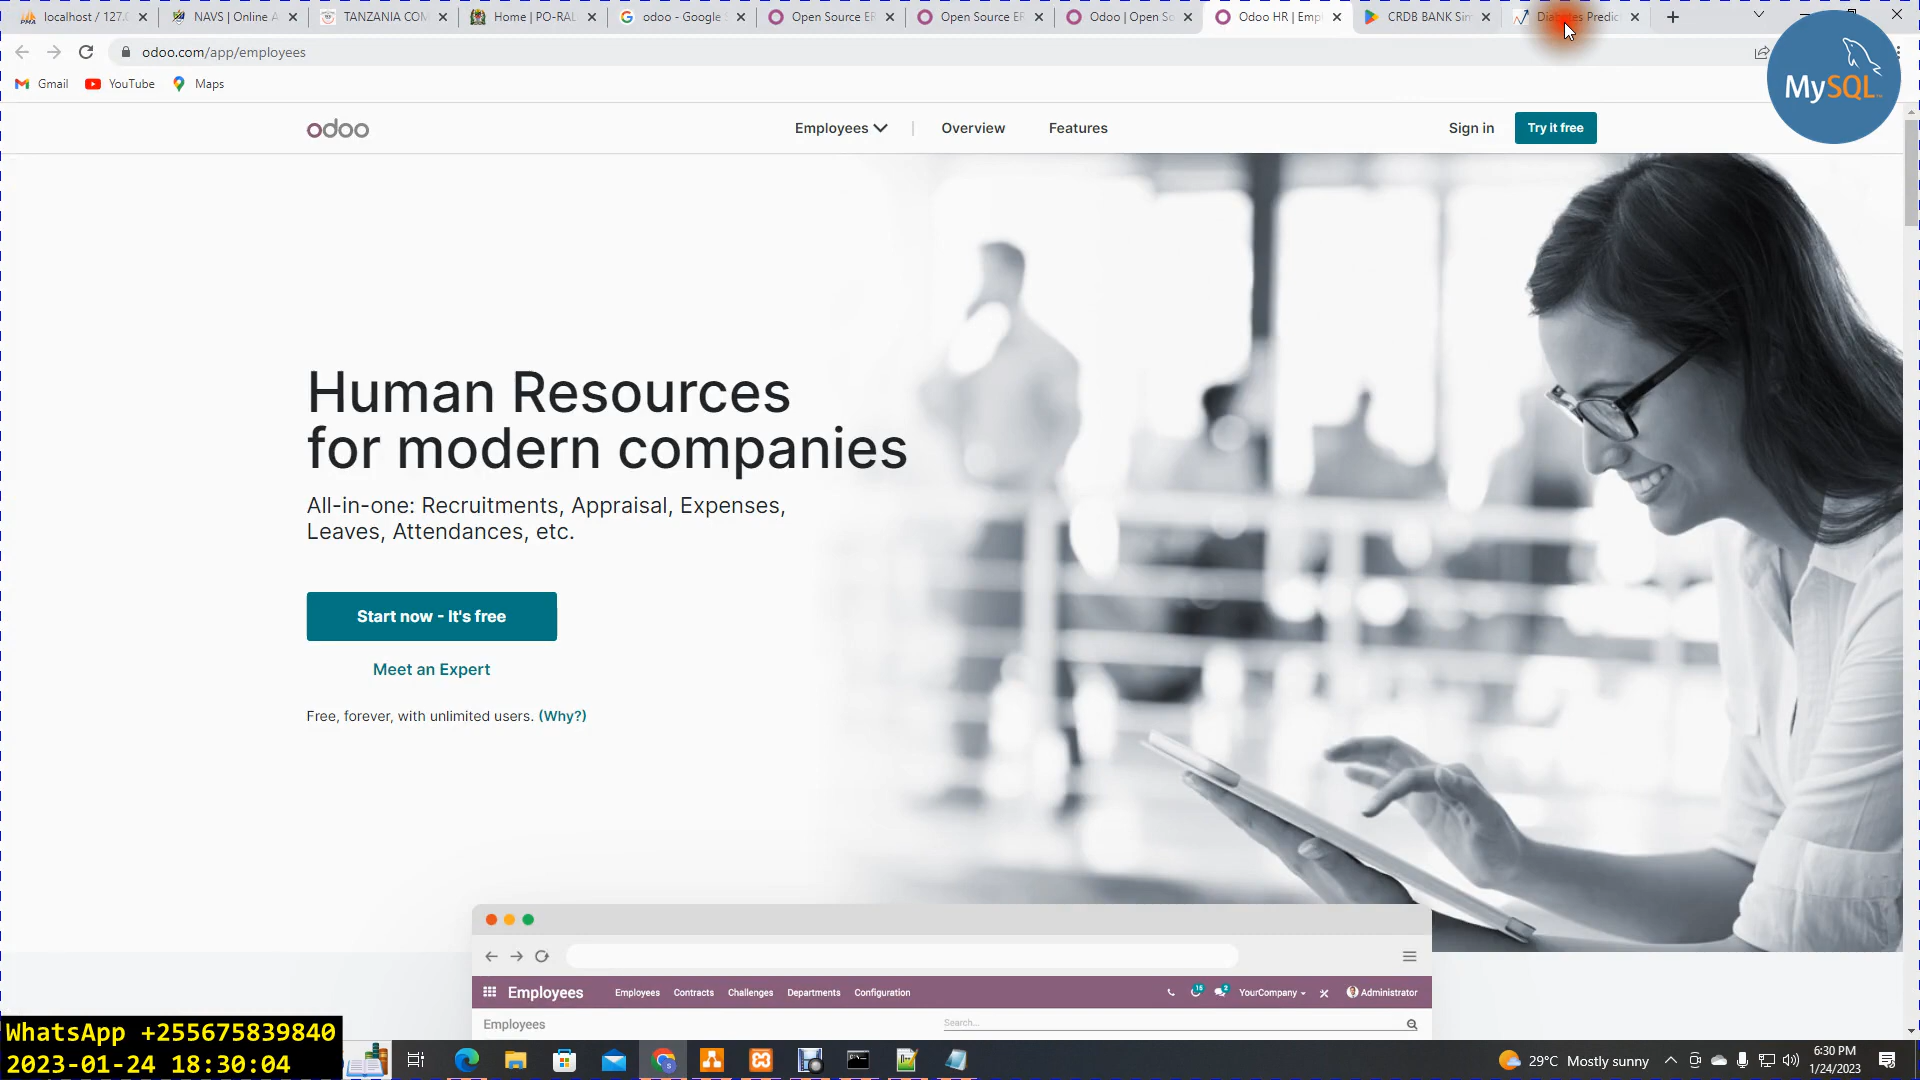 localhost / 127.
NAVS | Online A
TANZANIA COM
Home | PO-RAL
odoo - Google S
Open Source ER
Open Source ER
Odoo | Open So
Odoo HR | Empl
CRDB BANK Sim
Diabetes Predic
odoo.com/app/employees
Gmail
YouTube
Maps
MySQL
odoo
Employees
Overview
Features
Sign in
Try it free
Human Resources
for modern companies
All-in-one: Recruitments, Appraisal, Expenses,
Leaves, Attendances, etc.
Start now - It's free
Meet an Expert
Free, forever, with unlimited users. (Why?)
Employees
Employees
Contracts
Challenges
Departments
Configuration
YourCompany
Administrator
Employees
Search...
WhatsApp +255675839840
2023-01-24 18:30:04
29°C Mostly sunny
6:30 PM
1/24/2023